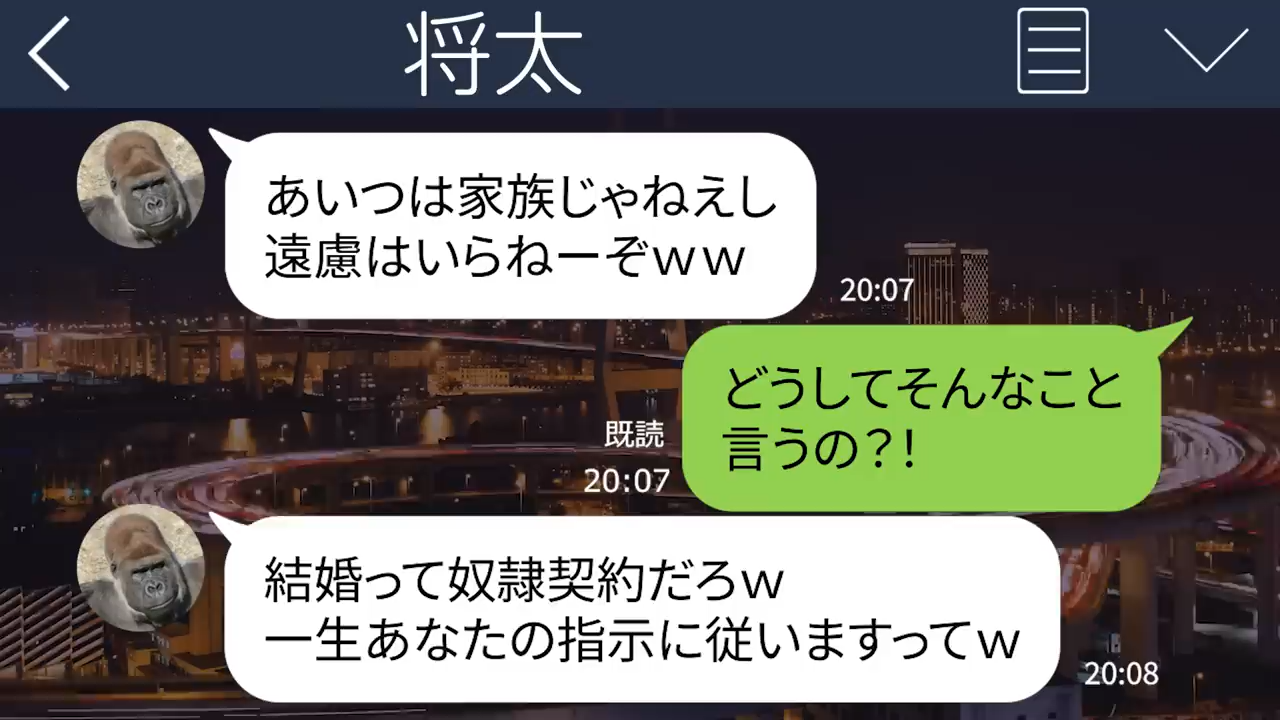 将太
あいつは家族じゃねえし
遠慮はいらねーぞｗｗ
20:07
どうしてそんなこと
言うの？！
既読
20:07
結婚って奴隷契約だろｗ
一生あなたの指示に従いますってｗ
20:08